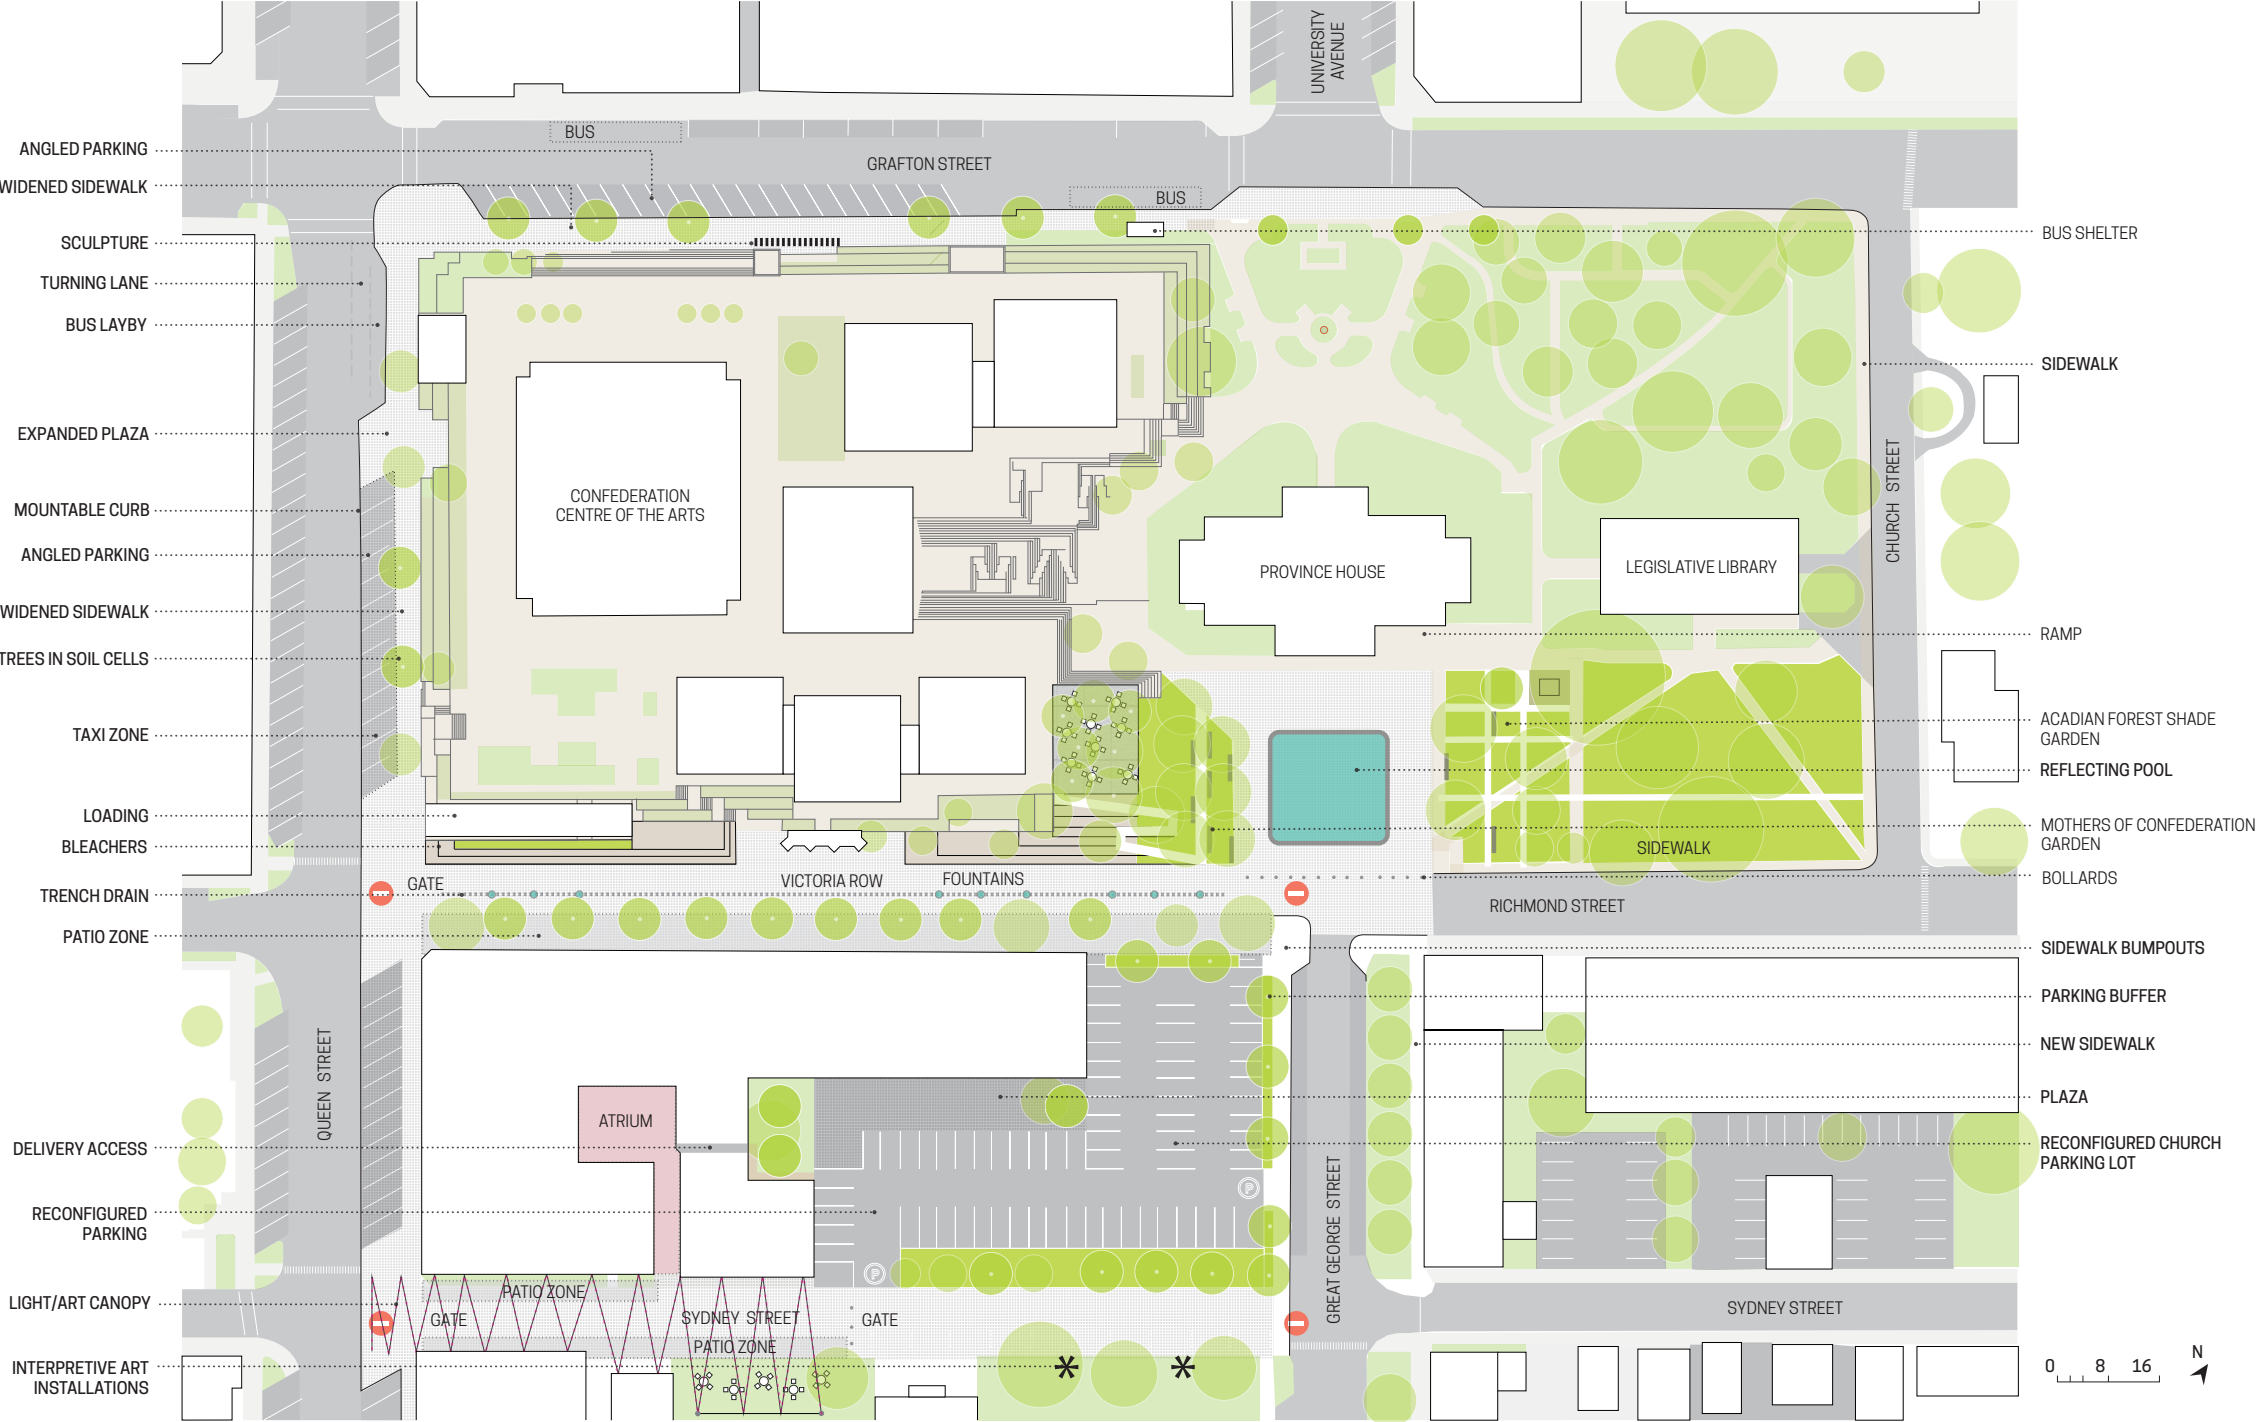 UNIVERSITY
AVENUE
BUS
GRAFTON STREET
BUS
ANGLED PARKING
WIDENED SIDEWALK
SCULPTURE
TURNING LANE
BUS LAYBY
EXPANDED PLAZA
MOUNTABLE CURB
ANGLED PARKING
WIDENED SIDEWALK
TREES IN SOIL CELLS
TAXI ZONE
LOADING
BLEACHERS
TRENCH DRAIN
PATIO ZONE
DELIVERY ACCESS
RECONFIGURED
PARKING
LIGHT/ART CANOPY
INTERPRETIVE ART
INSTALLATIONS
CONFEDERATION
CENTRE OF THE ARTS
PROVINCE HOUSE
LEGISLATIVE LIBRARY
CHURCH STREET
SIDEWALK
GATE
VICTORIA ROW
FOUNTAINS
RICHMOND STREET
QUEEN STREET
ATRIUM
P
P
GREAT GEORGE STREET
PATIO ZONE
GATE
SYDNEY STREET
GATE
PATIO ZONE
SYDNEY STREET
BUS SHELTER
SIDEWALK
RAMP
ACADIAN FOREST SHADE
GARDEN
REFLECTING POOL
MOTHERS OF CONFEDERATION
GARDEN
BOLLARDS
SIDEWALK BUMPOUTS
PARKING BUFFER
NEW SIDEWALK
PLAZA
RECONFIGURED CHURCH
PARKING LOT
N
0 8 16